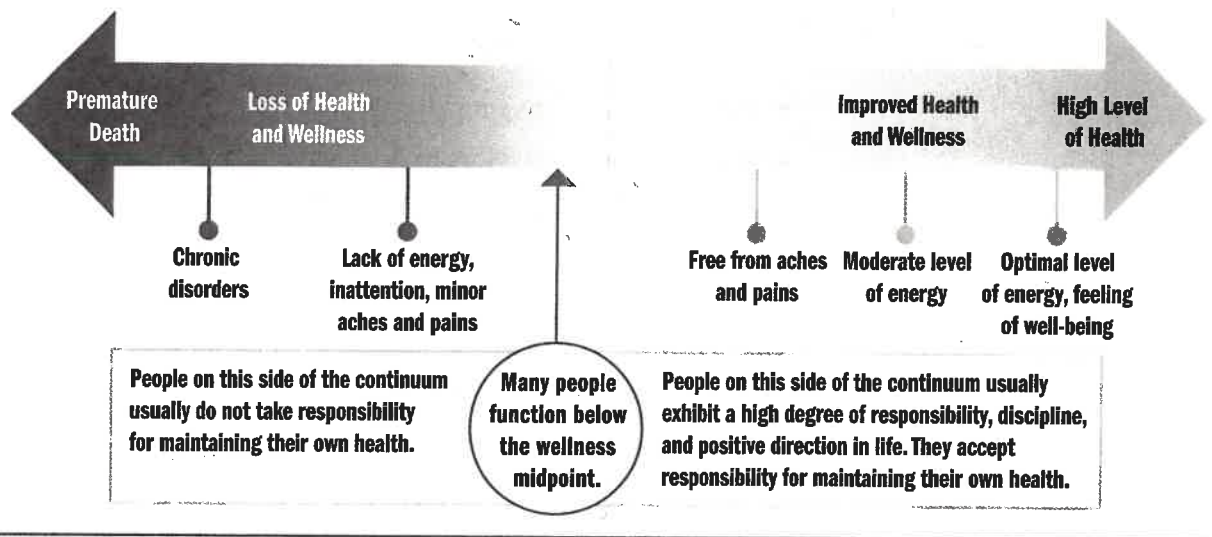 Premature
Death
Loss of Health
and Wellness
Improved Health
and Wellness
High Level
of Health
Chronic
disorders
Lack of energy,
inattention, minor
aches and pains
Free from aches
and pains
Moderate level
of energy
Optimal level
of energy, feeling
of well-being
People on this side of the continuum
usually do not take responsibility
for maintaining their own health.
Many people
function below
the wellness
midpoint.
People on this side of the continuum usually
exhibit a high degree of responsibility, discipline,
and positive direction in life. They accept
responsibility for maintaining their own health.